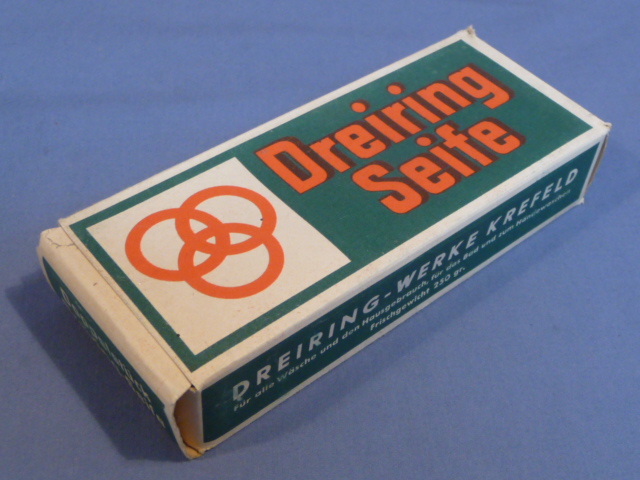 Dreiring
Seife
DREIRING-WERKE KREFELD
Für alle Wäsche und den Hausgebrauch, für das Bad und zum Händewaschen
Frischgewicht 250 gr.